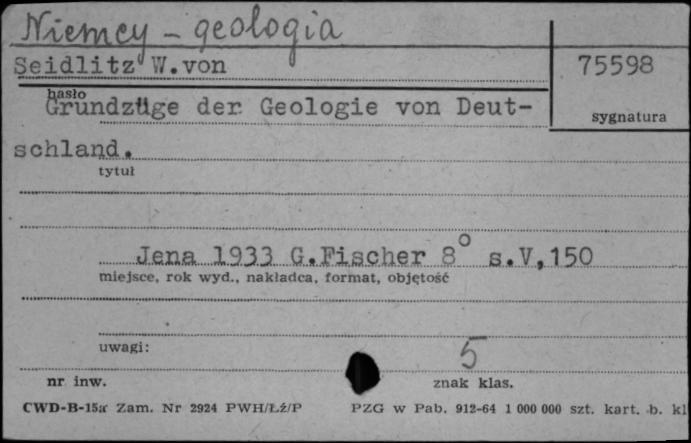 Niemcy - geologia
Seidlitz W.von
75598
hasło
Grundzüge der Geologie von Deut-
sygnatura
schland.
tytuł
Jena 1933 G.Fischer 8° s.V,150
miejsce, rok wyd., nakładca, format, objętość
uwagi:
5
nr inw.
znak klas.
CWD-B-15a Zam. Nr 2924 PWH/Łż/P
PZG w Pab. 912-64 1 000 000 szt. kart. b. kl